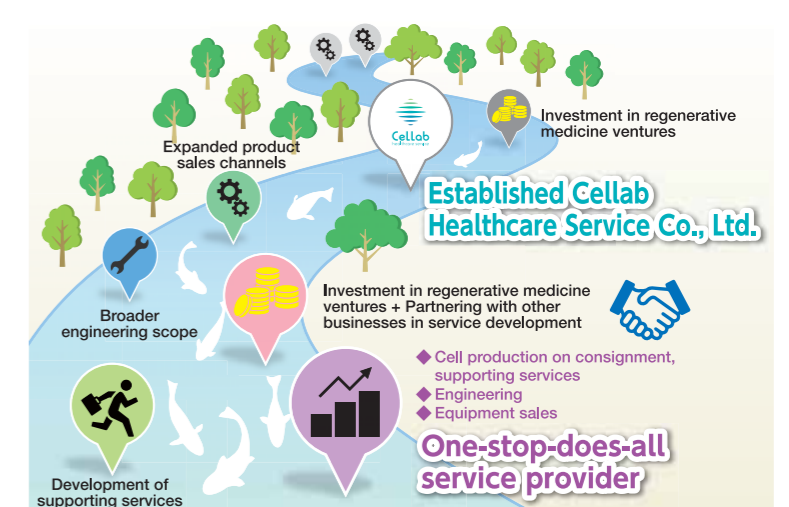 Cellab
Investment in regenerative
medicine ventures
Expanded product
sales channels
Established Cellab
Healthcare Service Co., Ltd.
Broader
engineering scope
Investment in regenerative medicine
ventures + Partnering with other
businesses in service development
Cell production on consignment,
supporting services
Engineering
Equipment sales
One-stop-does-all
service provider
Development of
supporting services